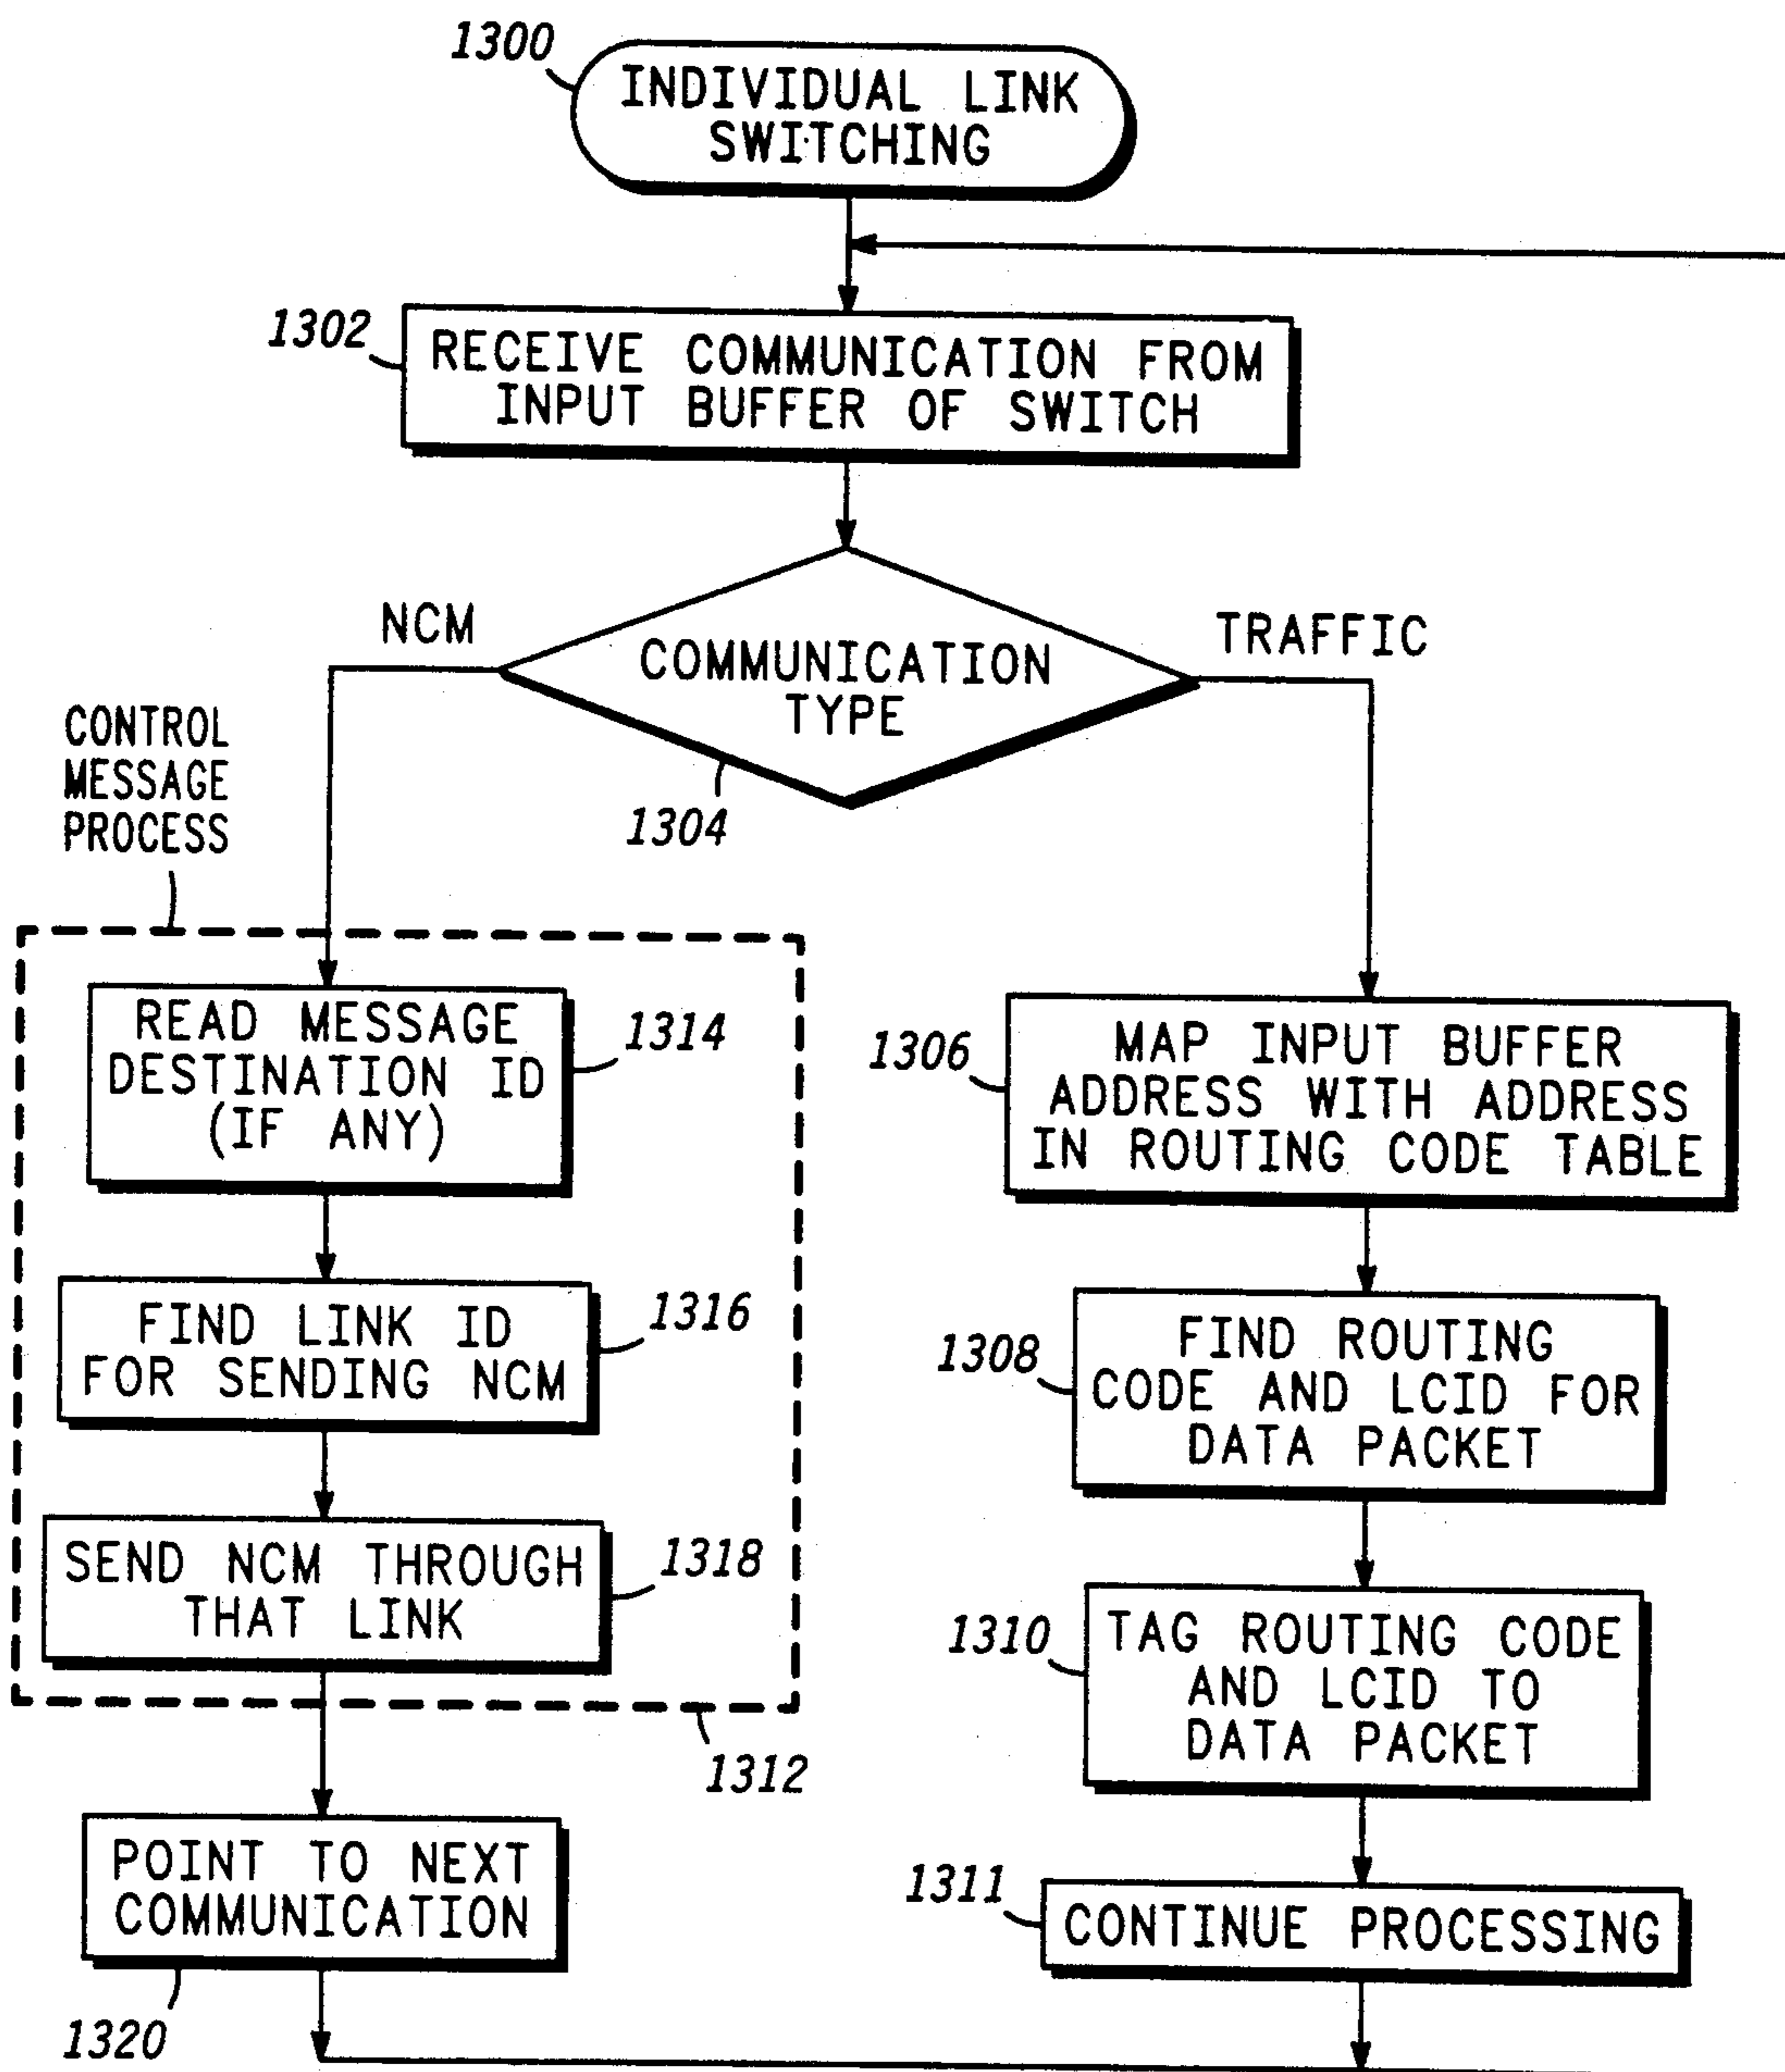 1300
INDIVIDUAL LINK
SWITCHING
1302
RECEIVE COMMUNICATION FROM
INPUT BUFFER OF SWITCH
NCM
TRAFFIC
COMMUNICATION
TYPE
1304
CONTROL
MESSAGE
PROCESS
READ MESSAGE
DESTINATION ID
(IF ANY)
1314
FIND LINK ID
FOR SENDING NCM
1316
SEND NCM THROUGH
THAT LINK
1318
1312
POINT TO NEXT
COMMUNICATION
1320
1306
MAP INPUT BUFFER
ADDRESS WITH ADDRESS
IN ROUTING CODE TABLE
1308
FIND ROUTING
CODE AND LCID FOR
DATA PACKET
1310
TAG ROUTING CODE
AND LCID TO
DATA PACKET
1311
CONTINUE PROCESSING